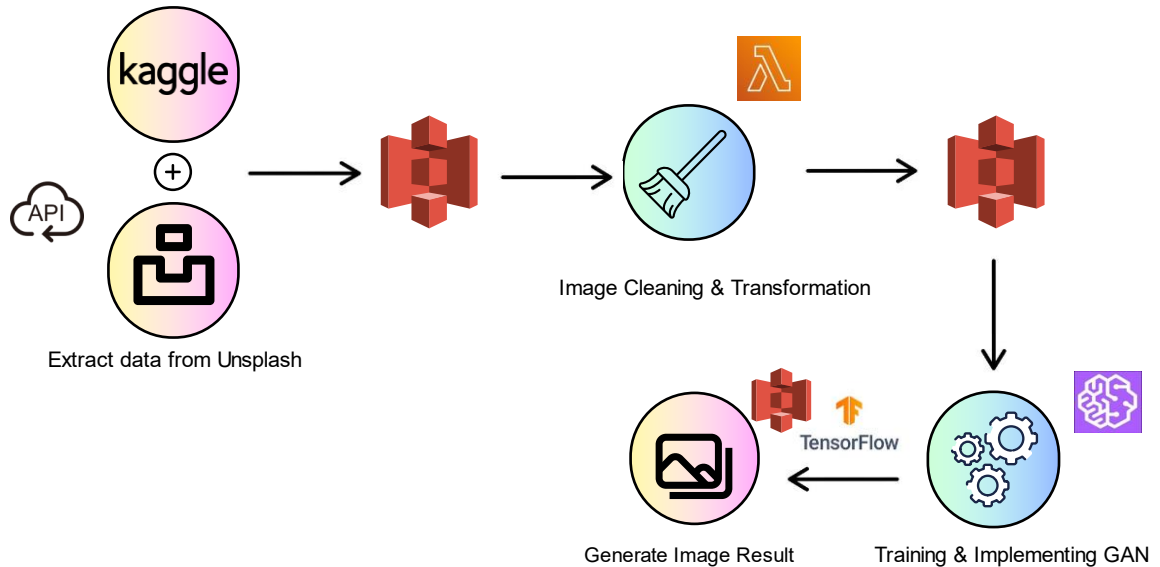 kaggle
API
Extract data from Unsplash
Image Cleaning & Transformation
TensorFlow
Generate Image Result
Training & Implementing GAN